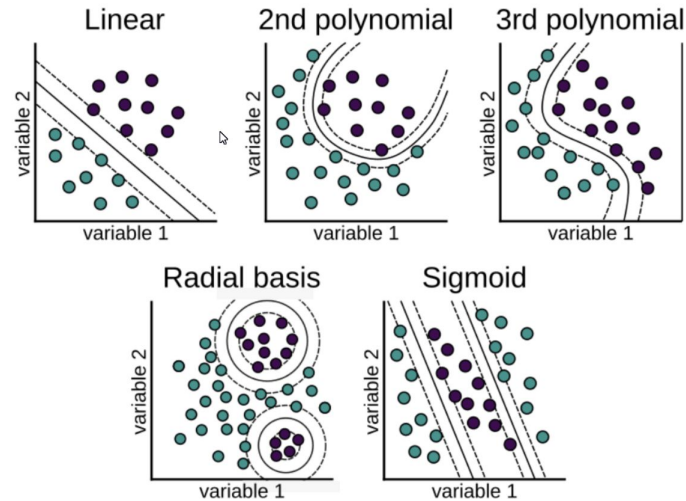 Linear
2nd polynomial
3rd polynomial
variable 2
variable 2
variable 2
variable 1
variable 1
variable 1
Radial basis
Sigmoid
variable 2
variable 2
variable 1
variable 1